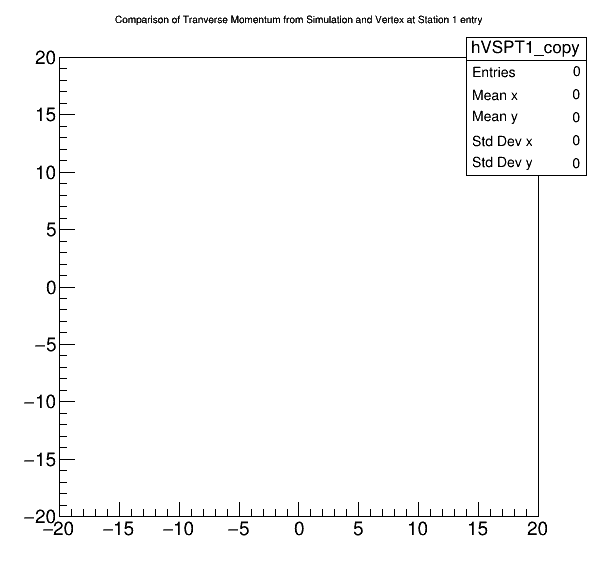 Comparison of Tranverse Momentum from Simulation and Vertex at Station 1 entry
hVSPT1_copy
Entries 0
Mean x 0
Mean y 0
Std Dev x 0
Std Dev y 0
20
15
10
5
0
−5
−10
−15
−20
−20 −15 −10 −5 0 5 10 15 20